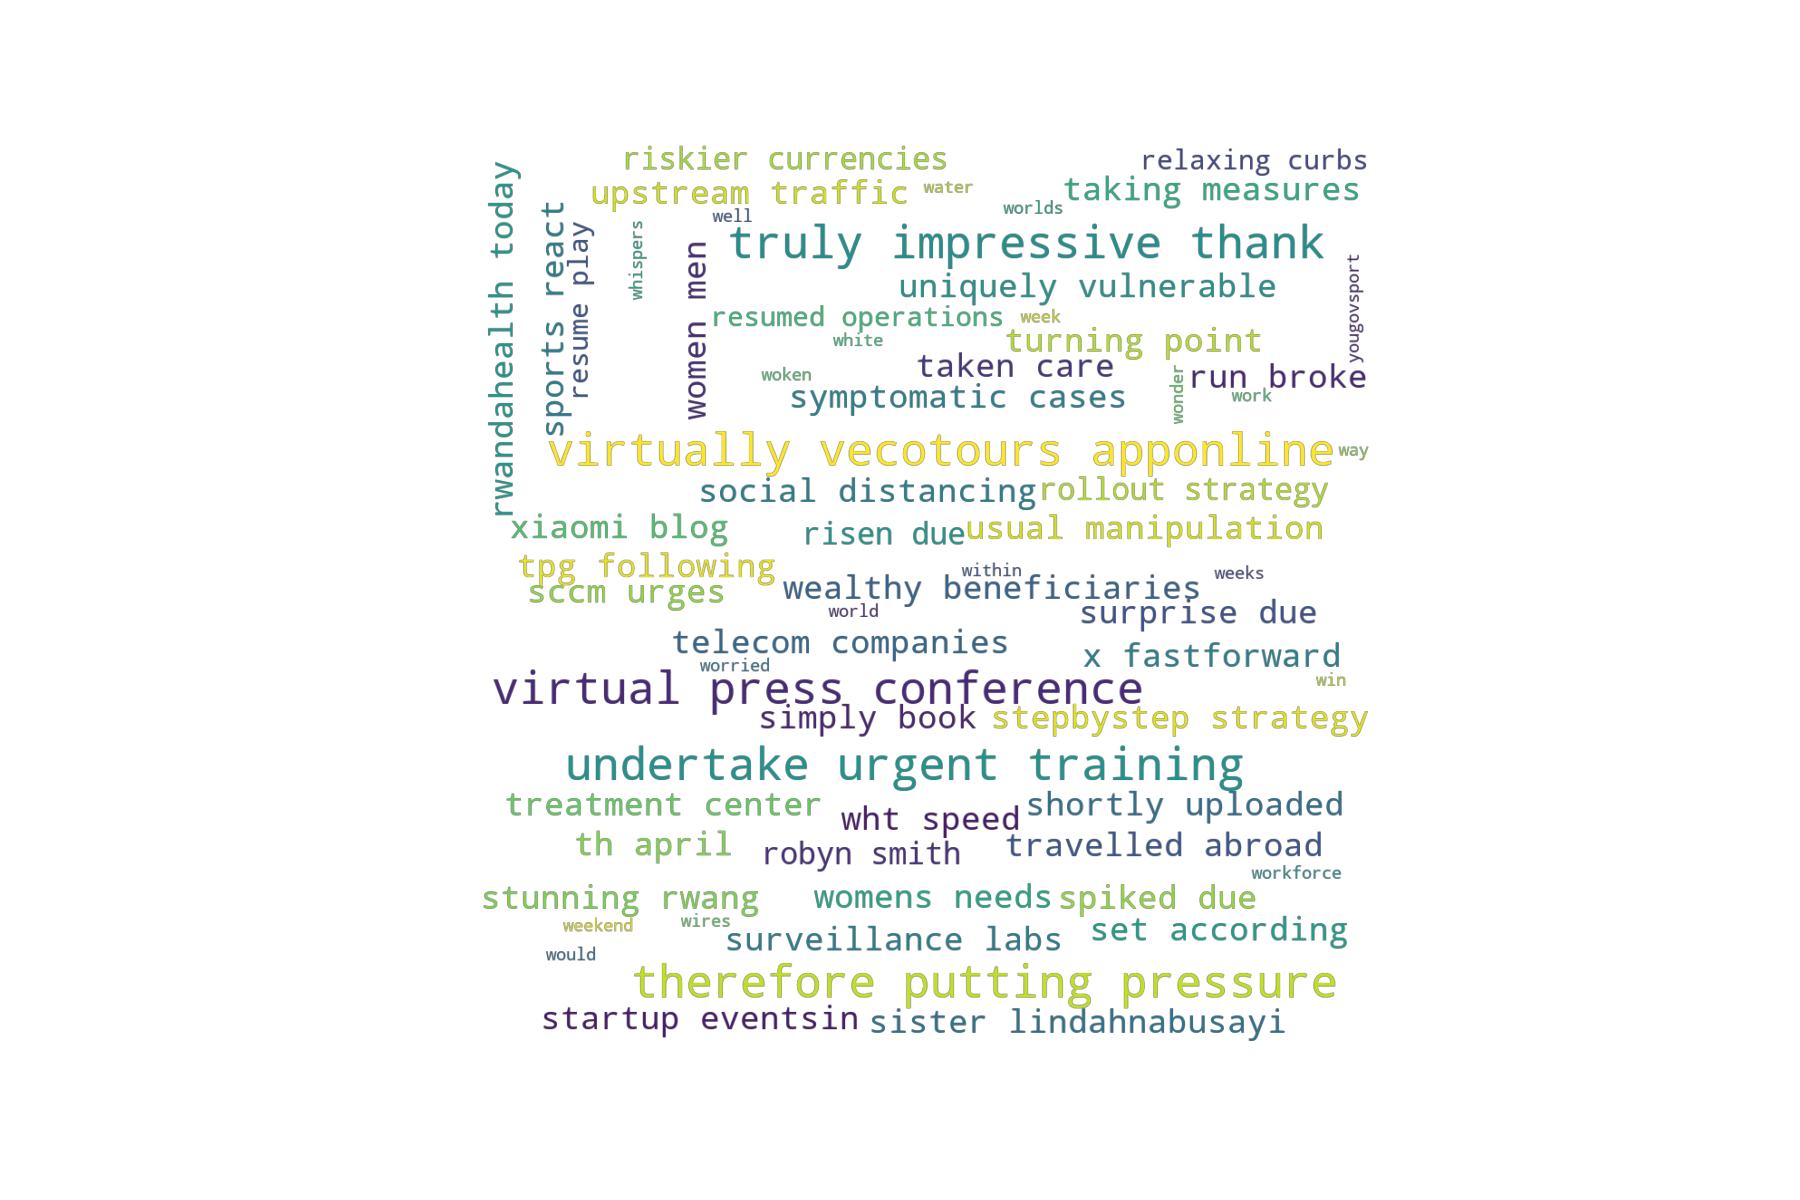 riskier currencies
relaxing curbs
upstream traffic
water
taking measures
worlds
well
rwandahealth today
sports react
resume play
whispers
women men
truly impressive thank
uniquely vulnerable
yougovsport
resumed operations
week
white
turning point
taken care
woken
wonder
run broke
work
symptomatic cases
virtually vecotours apponline
way
social distancing
rollout strategy
xiaomi blog
risen due
usual manipulation
tpg following
within
weeks
sccm urges
wealthy beneficiaries
world
surprise due
telecom companies
x fastforward
worried
win
virtual press conference
simply book
stepbystep strategy
undertake urgent training
treatment center
shortly uploaded
wht speed
th april
robyn smith
travelled abroad
workforce
stunning rwang
womens needs
spiked due
weekend
wires
set according
surveillance labs
would
therefore putting pressure
startup eventsin
sister lindahnabusayi